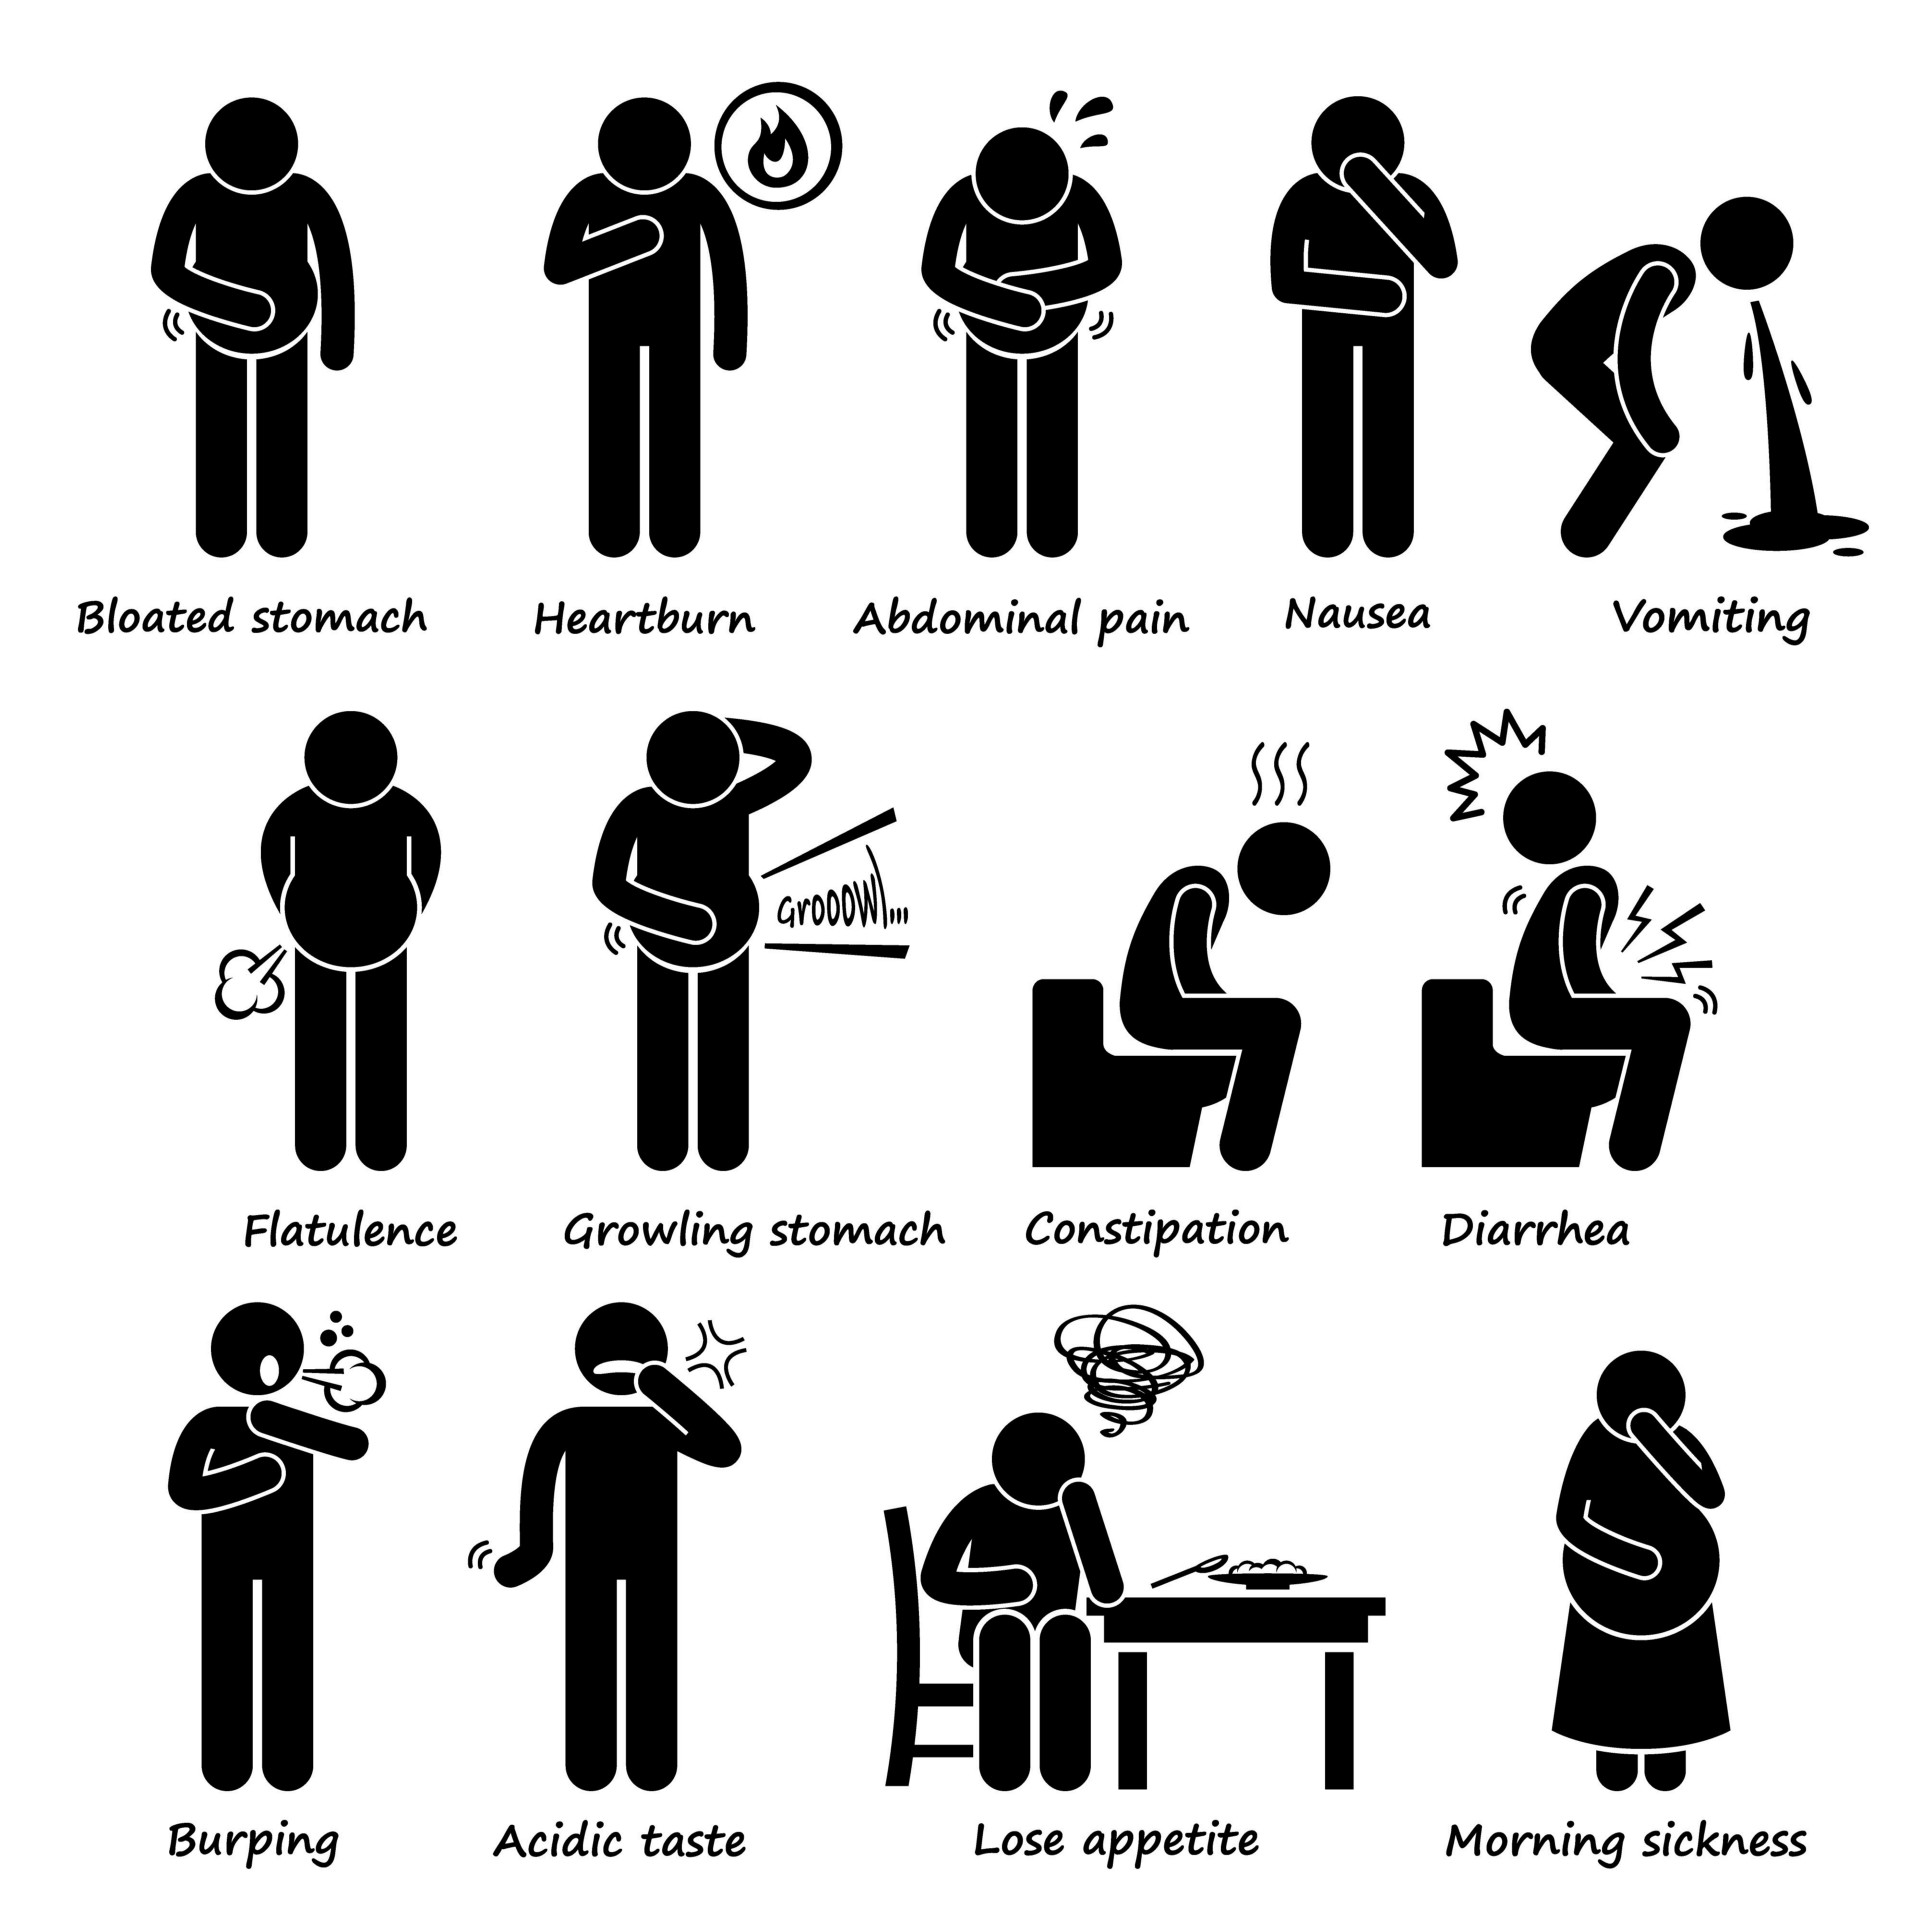 Bloated stomach
Heartburn
Abdominal pain
Nausea
Vomiting
GrOOOW!...
Flatulence
Growling stomach
Constipation
Diarrhea
Burping
Acidic taste
Lose appetite
Morning sickness